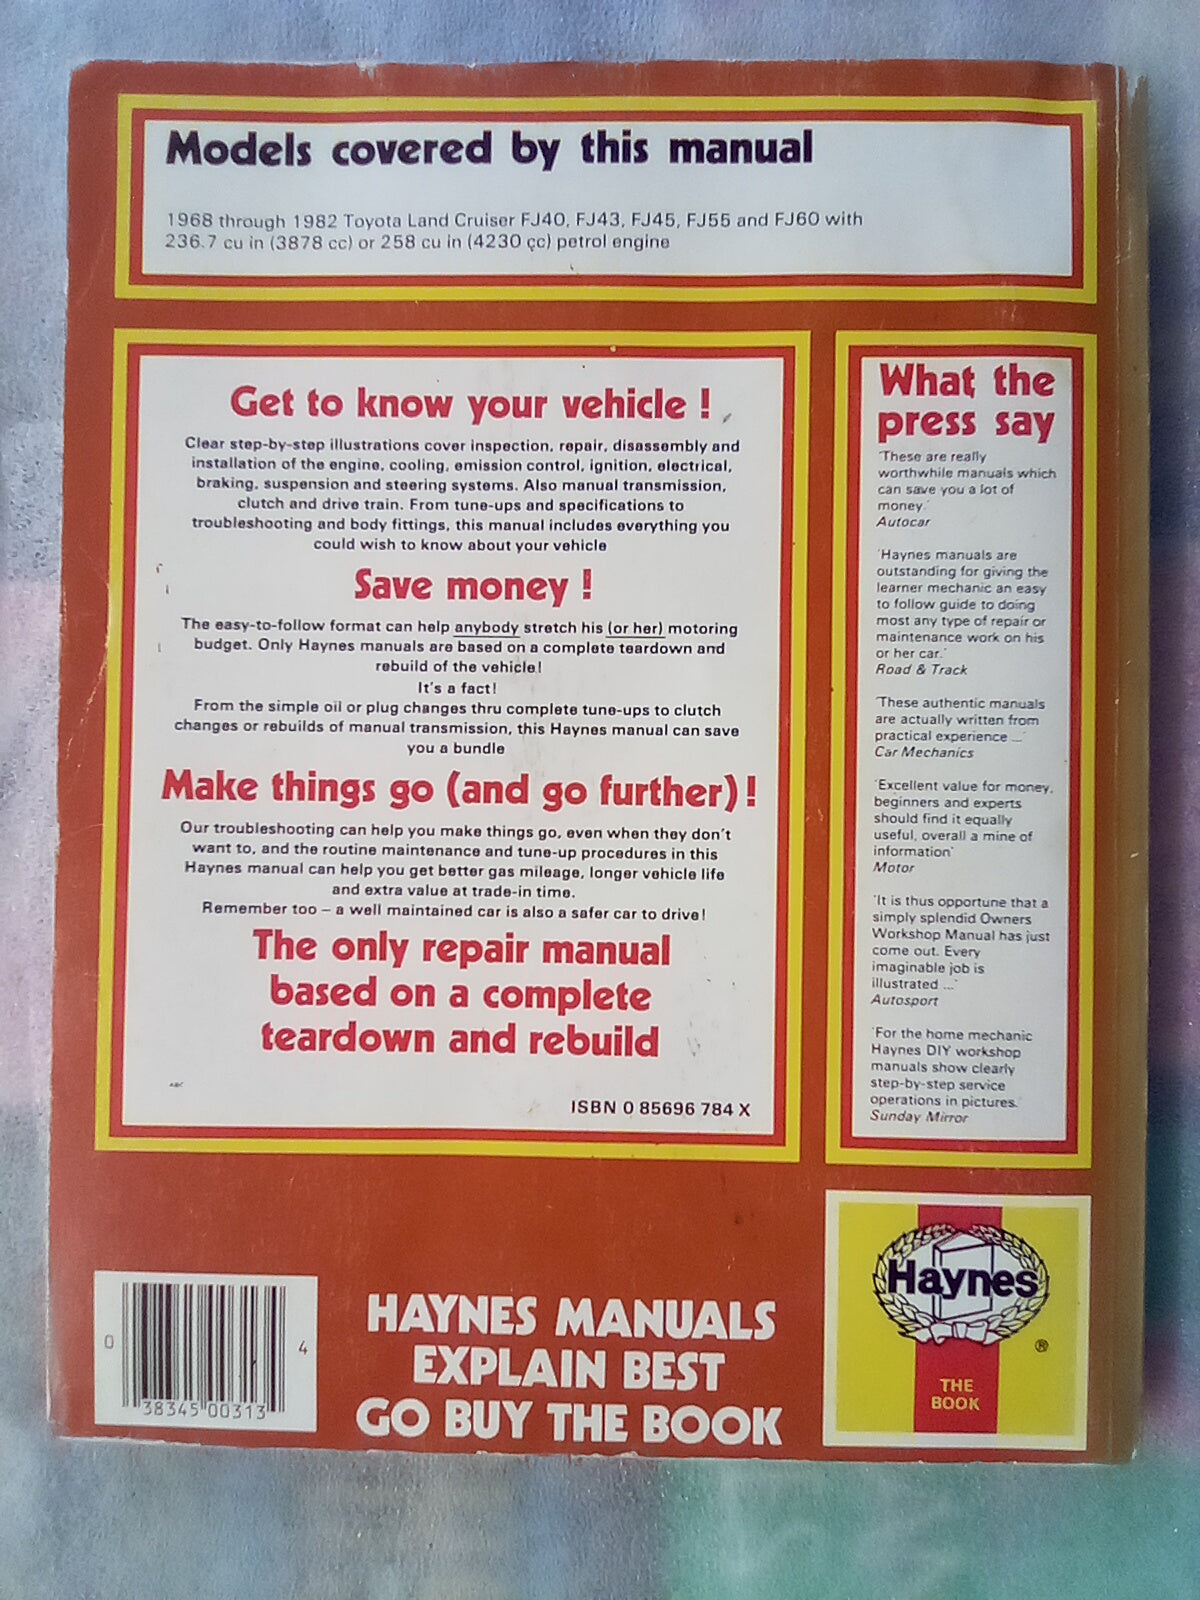 Models covered by this manual
1968 through 1982 Toyota Land Cruiser FJ40, FJ43, FJ45, FJ55 and FJ60 with
236.7 cu in (3878 cc) or 258 cu in (4230 çc) petrol engine
Get to know your vehicle !
Clear step-by-step illustrations cover inspection, repair, disassembly and
installation of the engine, cooling, emission control, ignition, electrical,
braking, suspension and steering systems. Also manual transmission,
clutch and drive train. From tune-ups and specifications to
troubleshooting and body fittings, this manual includes everything you
could wish to know about your vehicle
Save money !
The easy-to-follow format can help anybody stretch his (or her) motoring
budget. Only Haynes manuals are based on a complete teardown and
rebuild of the vehicle!
It's a fact!
From the simple oil or plug changes thru complete tune-ups to clutch
changes or rebuilds of manual transmission, this Haynes manual can save
you a bundle
Make things go (and go further) !
Our troubleshooting can help you make things go, even when they don't
want to, and the routine maintenance and tune-up procedures in this
Haynes manual can help you get better gas mileage, longer vehicle life
and extra value at trade-in time.
Remember too – a well maintained car is also a safer car to drive!
The only repair manual
based on a complete
teardown and rebuild
ABC
ISBN 0 85696 784 X
What the
press say
'These are really
worthwhile manuals which
can save you a lot of
money.'
Autocar
'Haynes manuals are
outstanding for giving the
learner mechanic an easy
to follow guide to doing
most any type of repair or
maintenance work on his
or her car.'
Road & Track
'These authentic manuals
are actually written from
practical experience ...'
Car Mechanics
'Excellent value for money,
beginners and experts
should find it equally
useful, overall a mine of
information'
Motor
'It is thus opportune that a
simply splendid Owners
Workshop Manual has just
come out. Every
imaginable job is
illustrated ...'
Autosport
'For the home mechanic
Haynes DIY workshop
manuals show clearly
step-by-step service
operations in pictures.'
Sunday Mirror
0 38345 00313 4
HAYNES MANUALS
EXPLAIN BEST
GO BUY THE BOOK
Haynes
®
THE
BOOK